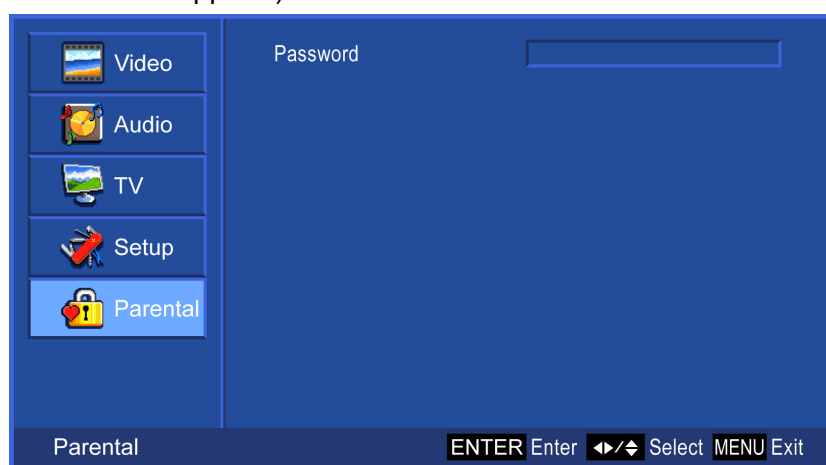 Video
Password
Audio
TV
Setup
Parental
Parental ENTER Enter ◂▸/▴▾ Select MENU Exit